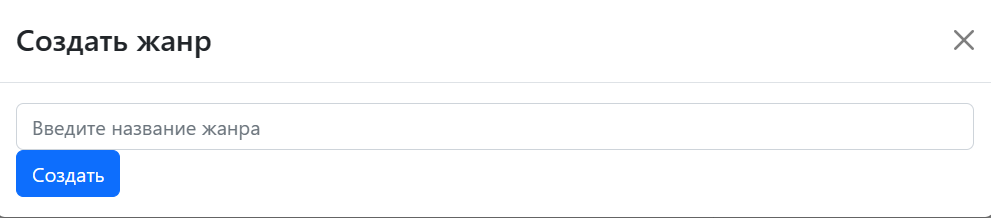 Создать жанр
Введите название жанра
Создать